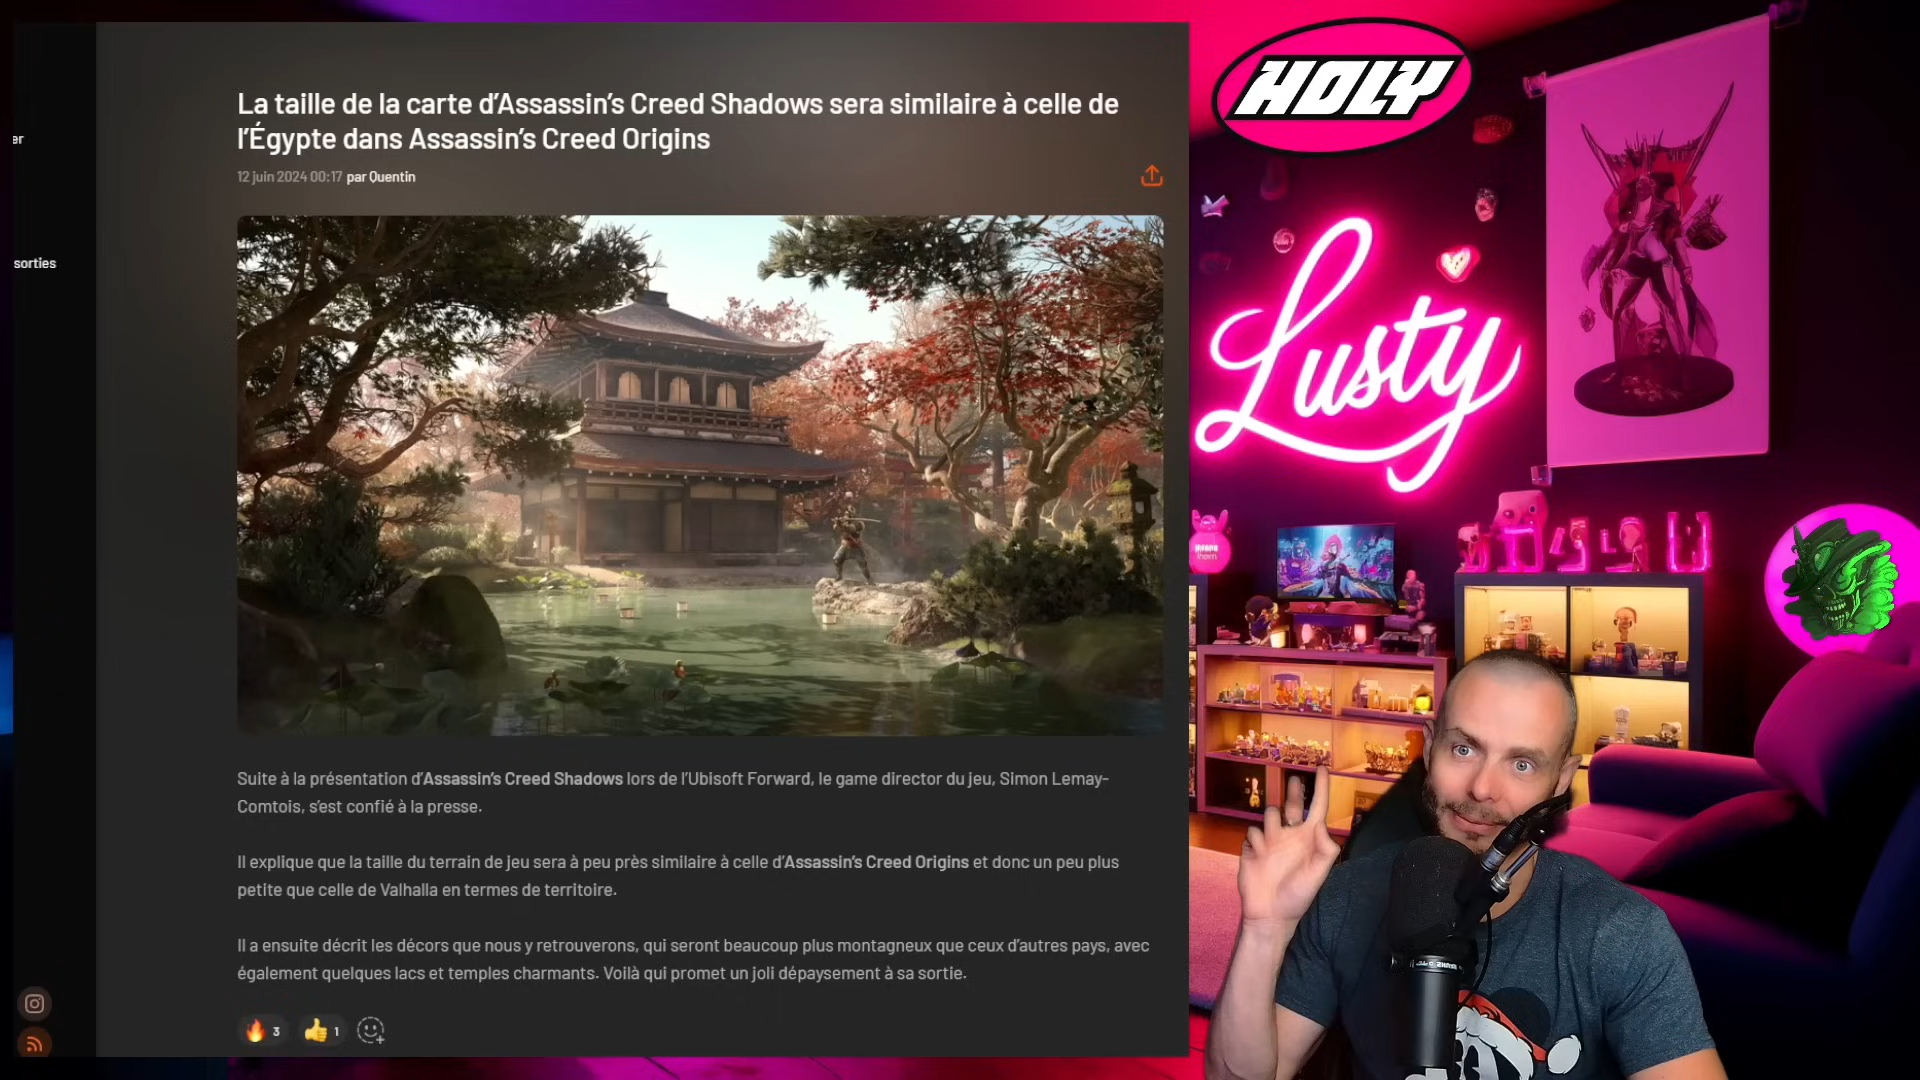 La taille de la carte d’Assassin’s Creed Shadows sera similaire à celle de
l’Égypte dans Assassin’s Creed Origins
12 juin 2024 00:17 par Quentin
er
sorties
Suite à la présentation d’Assassin’s Creed Shadows lors de l’Ubisoft Forward, le game director du jeu, Simon Lemay-
Comtois, s’est confié à la presse.
Il explique que la taille du terrain de jeu sera à peu près similaire à celle d’Assassin’s Creed Origins et donc un peu plus
petite que celle de Valhalla en termes de territoire.
Il a ensuite décrit les décors que nous y retrouverons, qui seront beaucoup plus montagneux que ceux d’autres pays, avec
également quelques lacs et temples charmants. Voilà qui promet un joli dépaysement à sa sortie.
3
1
HOLY
Lusty